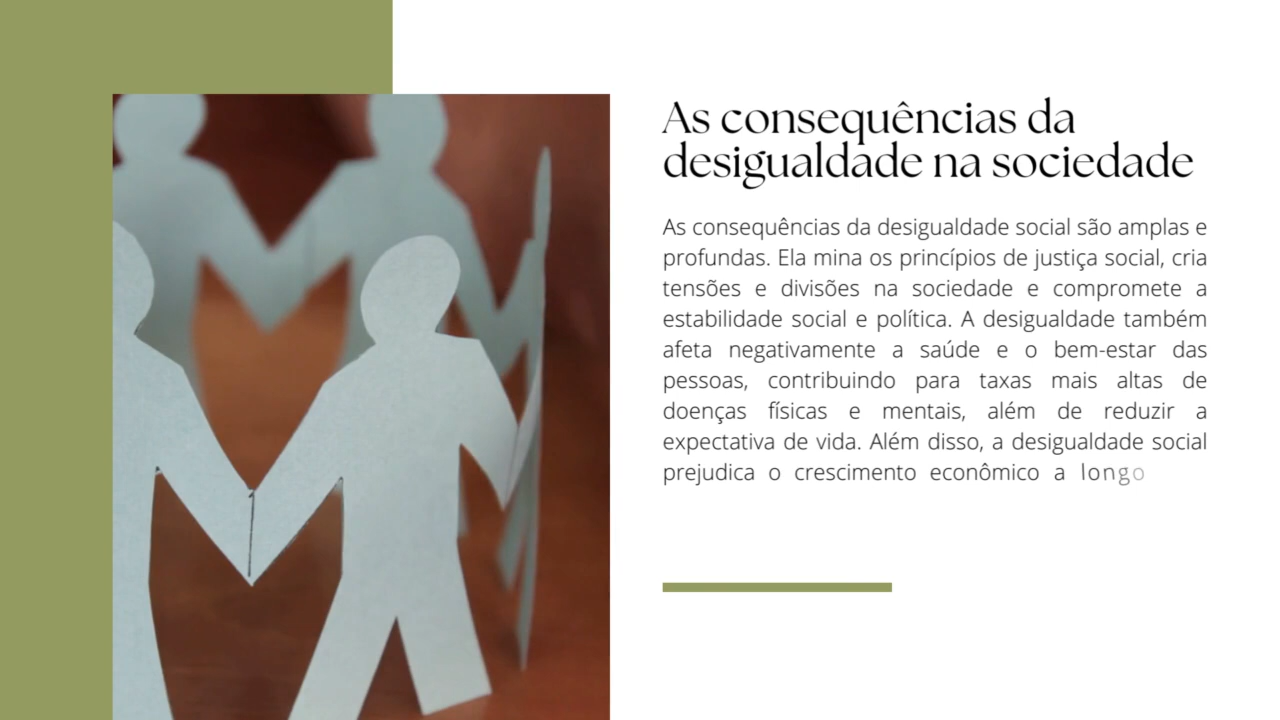 As consequências da
desigualdade na sociedade
As consequências da desigualdade social são amplas e
profundas. Ela mina os princípios de justiça social, cria
tensões e divisões na sociedade e compromete a
estabilidade social e política. A desigualdade também
afeta negativamente a saúde e o bem-estar das
pessoas, contribuindo para taxas mais altas de
doenças físicas e mentais, além de reduzir a
expectativa de vida. Além disso, a desigualdade social
prejudica o crescimento econômico a longo